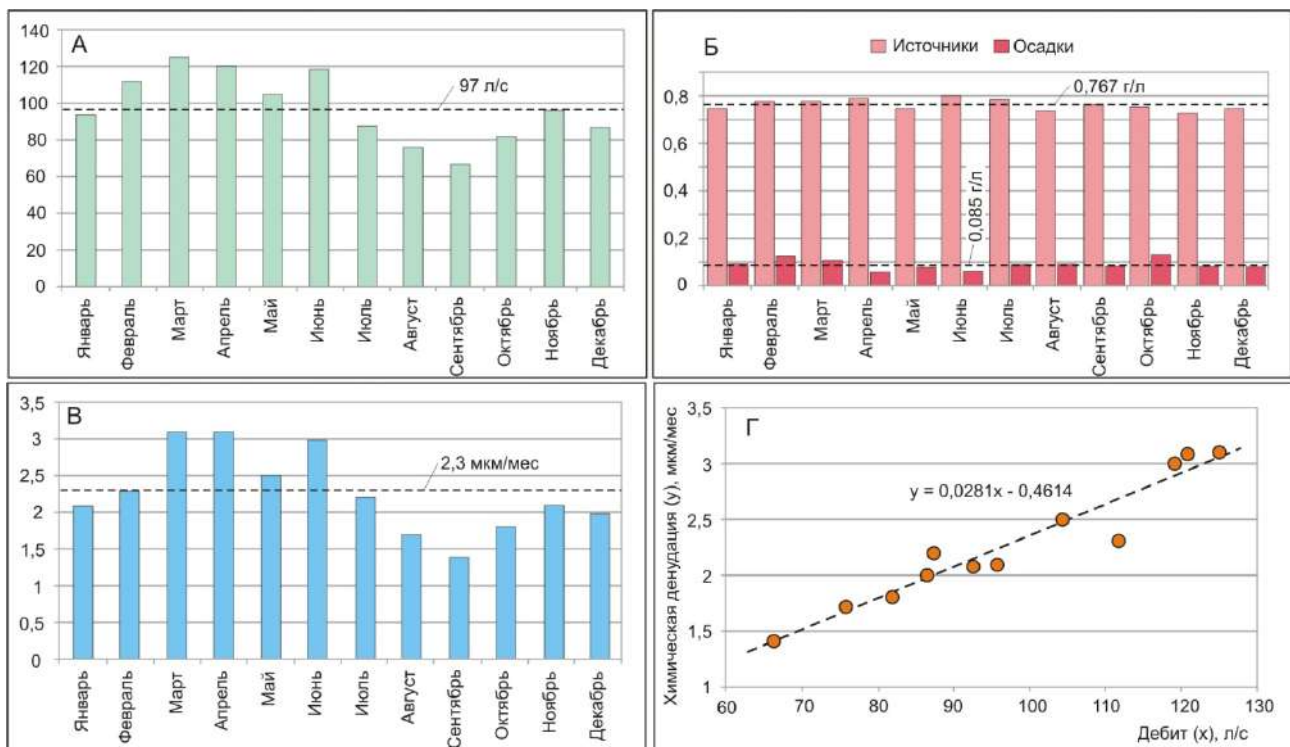 А
140
120
100
80
60
40
20
0
97 л/с
Январь
Февраль
Март
Апрель
Май
Июнь
Июль
Август
Сентябрь
Октябрь
Ноябрь
Декабрь
Б
Источники
Осадки
0,8
0,6
0,4
0,2
0
0,767 г/л
0,085 г/л
Январь
Февраль
Март
Апрель
Май
Июнь
Июль
Август
Сентябрь
Октябрь
Ноябрь
Декабрь
В
3,5
3
2,5
2
1,5
1
0,5
0
2,3 мкм/мес
Январь
Февраль
Март
Апрель
Май
Июнь
Июль
Август
Сентябрь
Октябрь
Ноябрь
Декабрь
Г
Химическая денудация (y), мкм/мес
3,5
3
2,5
2
1,5
1
y = 0,0281x - 0,4614
60
70
80
90
100
110
120
130
Дебит (x), л/с